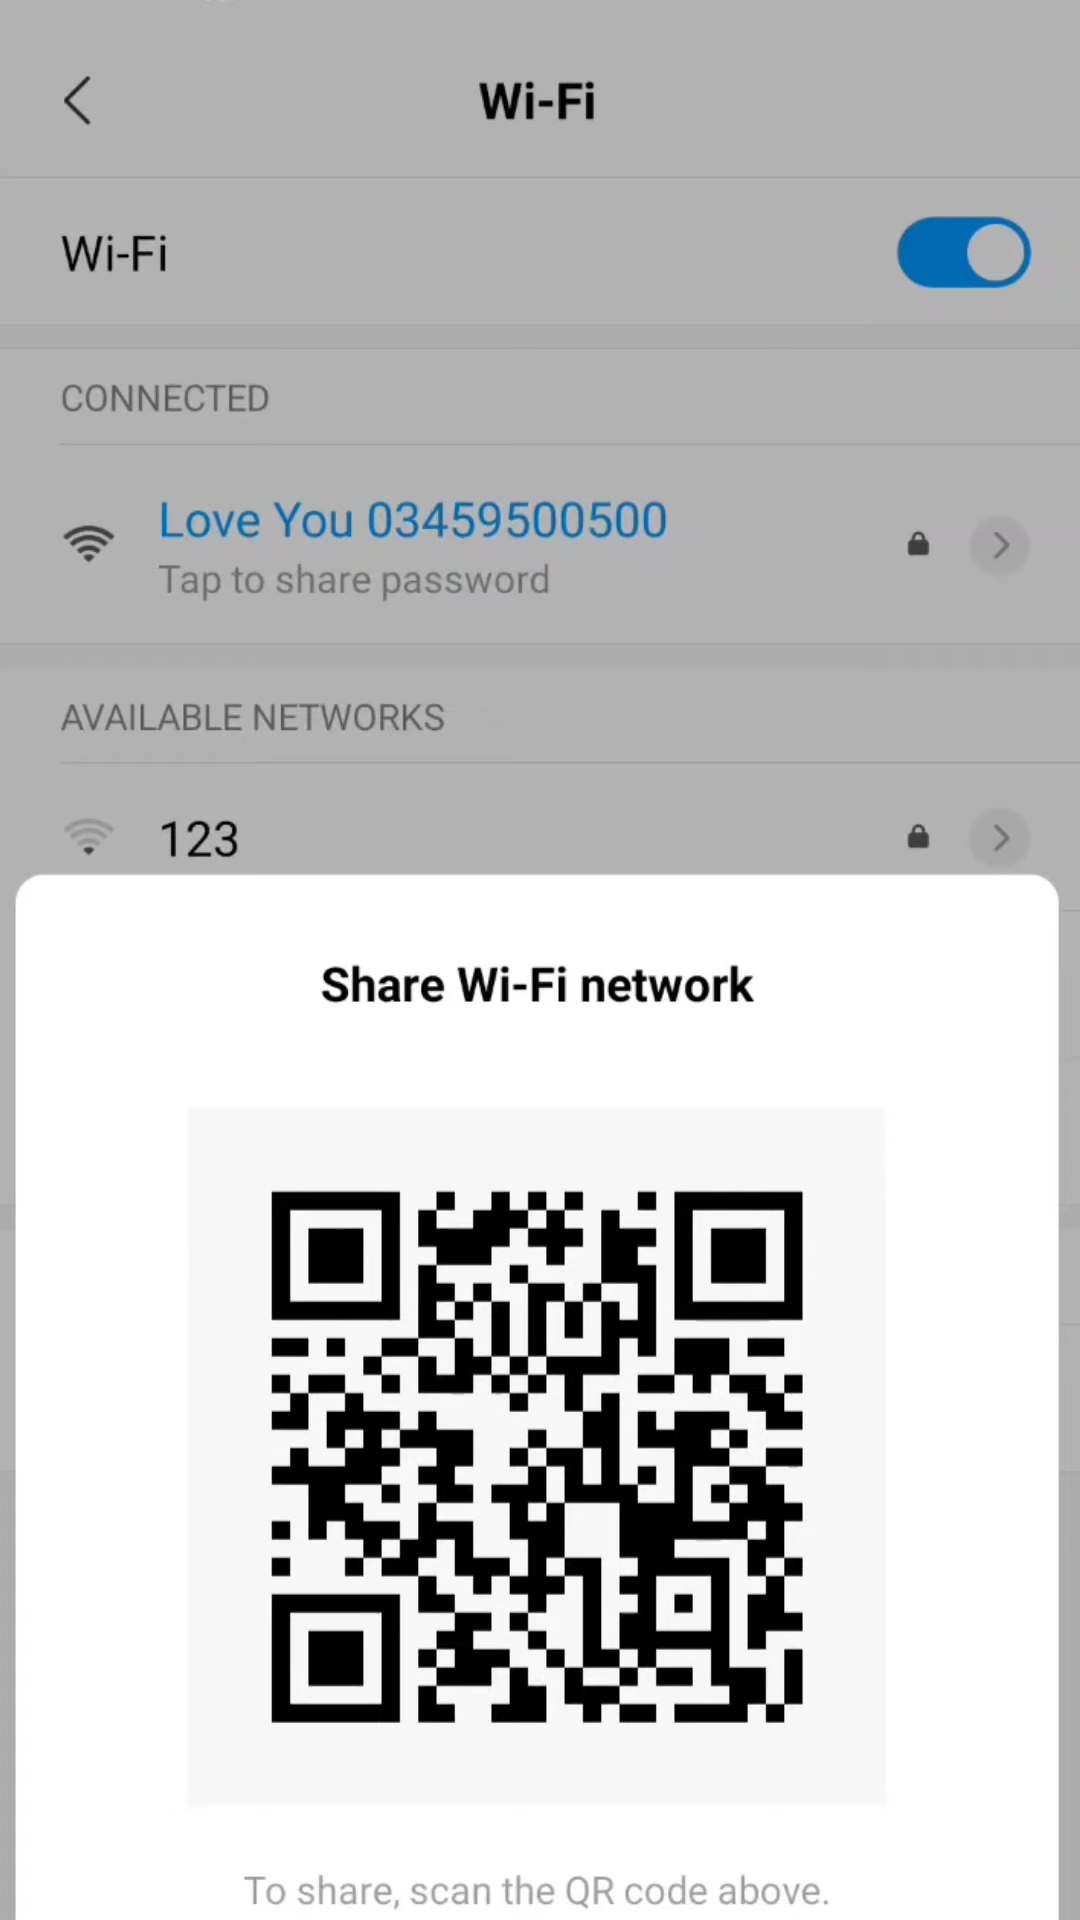 Wi-Fi
Wi-Fi
CONNECTED
Love You 03459500500
Tap to share password
AVAILABLE NETWORKS
123
Share Wi-Fi network
To share, scan the QR code above.